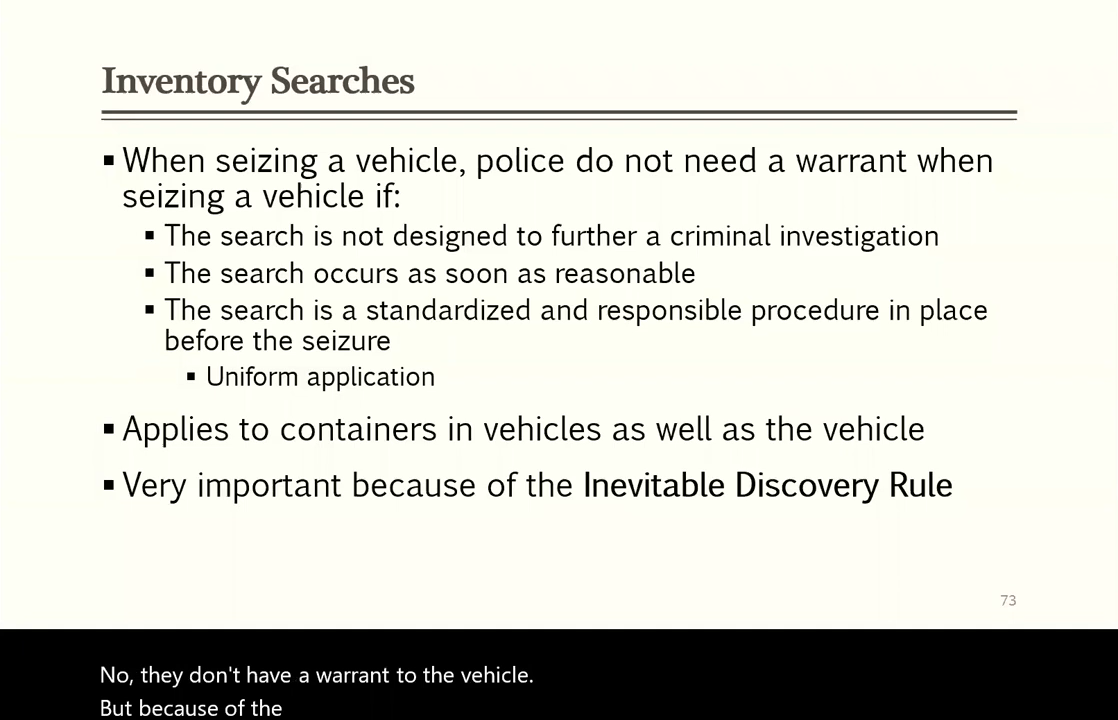 Inventory Searches
▪ When seizing a vehicle, police do not need a warrant when
seizing a vehicle if:
▪ The search is not designed to further a criminal investigation
▪ The search occurs as soon as reasonable
▪ The search is a standardized and responsible procedure in place
before the seizure
▪ Uniform application
▪ Applies to containers in vehicles as well as the vehicle
▪ Very important because of the Inevitable Discovery Rule
73
No, they don't have a warrant to the vehicle.
But because of the